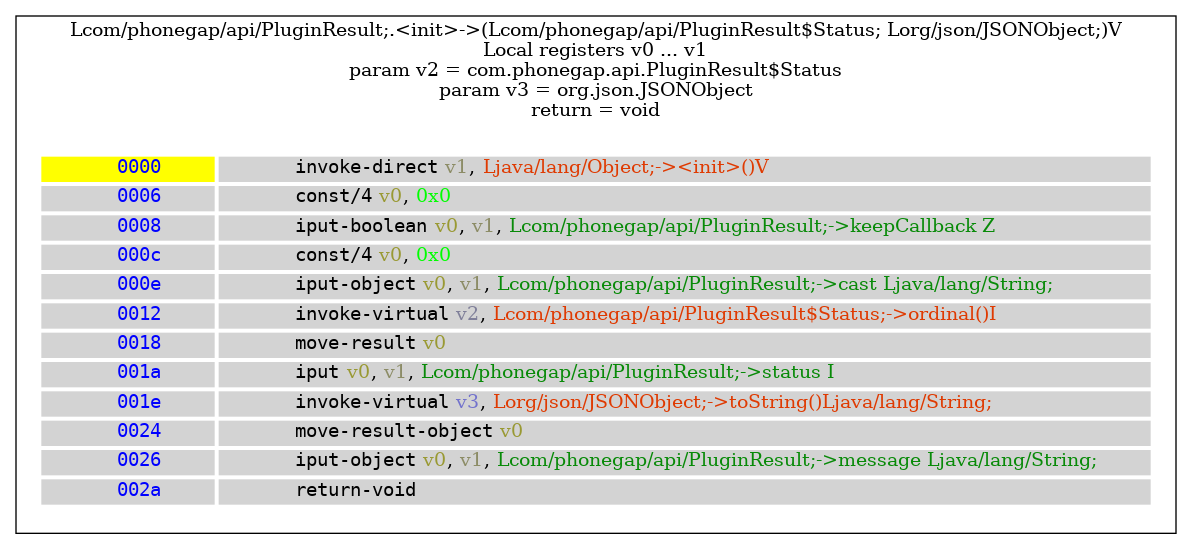 Lcom/phonegap/api/PluginResult;.<init>->(Lcom/phonegap/api/PluginResult$Status; Lorg/json/JSONObject;)V
Local registers v0 ... v1
param v2 = com.phonegap.api.PluginResult$Status
param v3 = org.json.JSONObject
return = void
0000 invoke-direct v1, Ljava/lang/Object;-><init>()V
0006 const/4 v0, 0x0
0008 iput-boolean v0, v1, Lcom/phonegap/api/PluginResult;->keepCallback Z
000c const/4 v0, 0x0
000e iput-object v0, v1, Lcom/phonegap/api/PluginResult;->cast Ljava/lang/String;
0012 invoke-virtual v2, Lcom/phonegap/api/PluginResult$Status;->ordinal()I
0018 move-result v0
001a iput v0, v1, Lcom/phonegap/api/PluginResult;->status I
001e invoke-virtual v3, Lorg/json/JSONObject;->toString()Ljava/lang/String;
0024 move-result-object v0
0026 iput-object v0, v1, Lcom/phonegap/api/PluginResult;->message Ljava/lang/String;
002a return-void